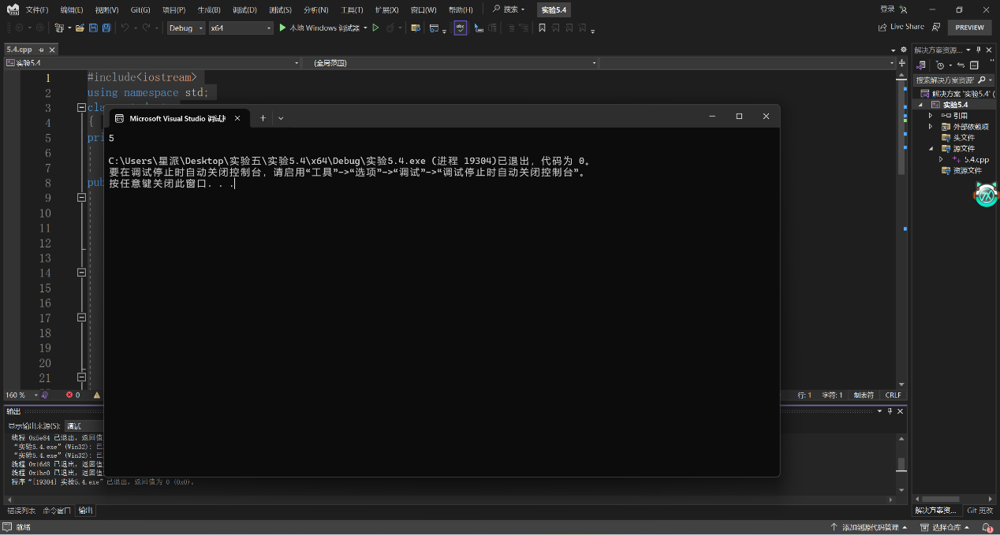 文件(F) 编辑(E) 视图(V) Git(G) 项目(P) 生成(B) 调试(D) 测试(S) 分析(N) 工具(T) 扩展(X) 窗口(W) 帮助(H) 搜索 实验5.4 登录
Debug x64 本地 Windows 调试器 Live Share PREVIEW
5.4.cpp
实验5.4 (全局范围)
1 #include<iostream>
2 using namespace std;
3
4 {
5 pri
6
7
8 pub
9
10
11
12
13
14
15
16
17
18
19
20
21
Microsoft Visual Studio 调试
5
C:\Users\星派\Desktop\实验五\实验5.4\x64\Debug\实验5.4.exe (进程 19304)已退出，代码为 0。
要在调试停止时自动关闭控制台，请启用“工具”->“选项”->“调试”->“调试停止时自动关闭控制台”。
按任意键关闭此窗口. . .
160 % 0 行: 1 字符: 1 制表符 CRLF
输出
显示输出来源(S): 调试
线程 0x5e84 已退出，返回值
“实验5.4.exe”(Win32): 已
“实验5.4.exe”(Win32): 已
线程 0x16d8 已退出，返回值
线程 0x1bc0 已退出，返回值
程序“[19304] 实验5.4.exe”已退出，返回值为 0 (0x0)。
错误列表 命令窗口 输出
就绪 添加到源代码管理 选择仓库 1
解决方案资源...
搜索解决方案资源
解决方案"实验5.4"(
实验5.4
引用
外部依赖项
头文件
源文件
5.4.cpp
资源文件
解决方案资... Git 更改